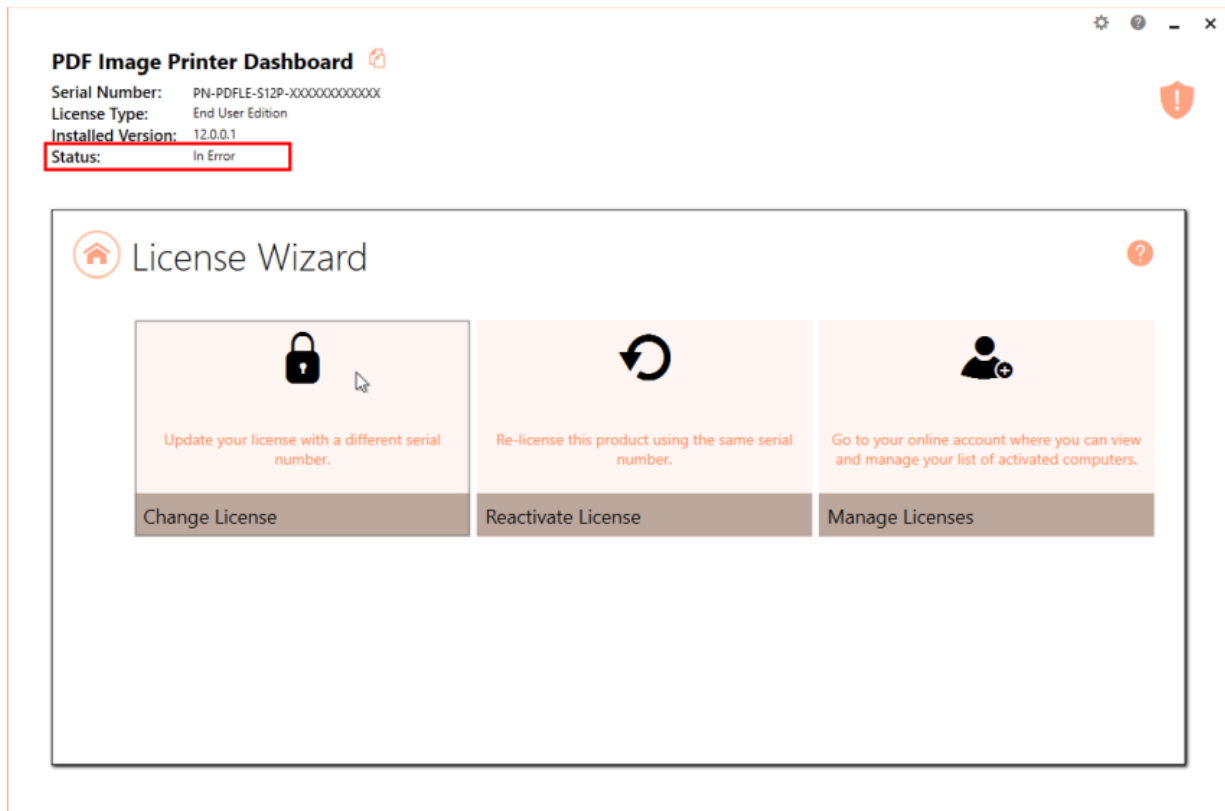 PDF Image Printer Dashboard
Serial Number: PN-PDFLE-S12P-XXXXXXXXXXXX
License Type: End User Edition
Installed Version: 12.0.0.1
Status: In Error
License Wizard
Update your license with a different serial
number.
Change License
Re-license this product using the same serial
number.
Reactivate License
Go to your online account where you can view
and manage your list of activated computers.
Manage Licenses